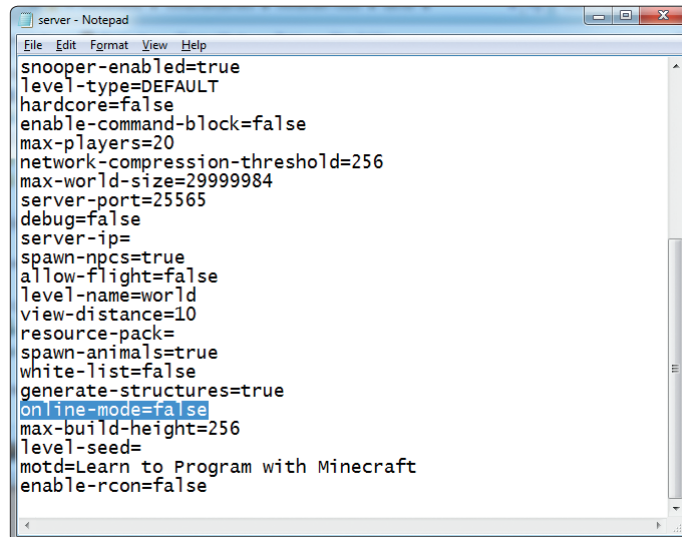 server - Notepad
File Edit Format View Help
snooper-enabled=true
level-type=DEFAULT
hardcore=false
enable-command-block=false
max-players=20
network-compression-threshold=256
max-world-size=29999984
server-port=25565
debug=false
server-ip=
spawn-npcs=true
allow-flight=false
level-name=world
view-distance=10
resource-pack=
spawn-animals=true
white-list=false
generate-structures=true
online-mode=false
max-build-height=256
level-seed=
motd=Learn to Program with Minecraft
enable-rcon=false